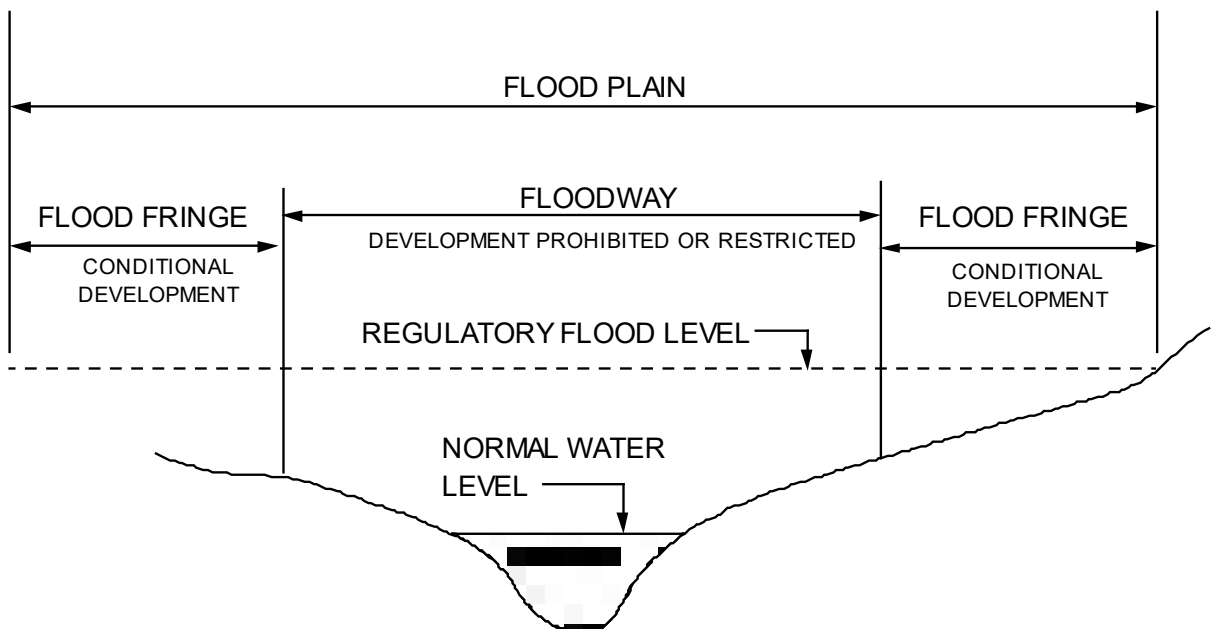 FLOOD PLAIN
FLOODWAY
FLOOD FRINGE
FLOOD FRINGE
DEVELOPMENT PROHIBITED OR RESTRICTED
CONDITIONAL
DEVELOPMENT
CONDITIONAL
DEVELOPMENT
REGULATORY FLOOD LEVEL
NORMAL WATER
LEVEL